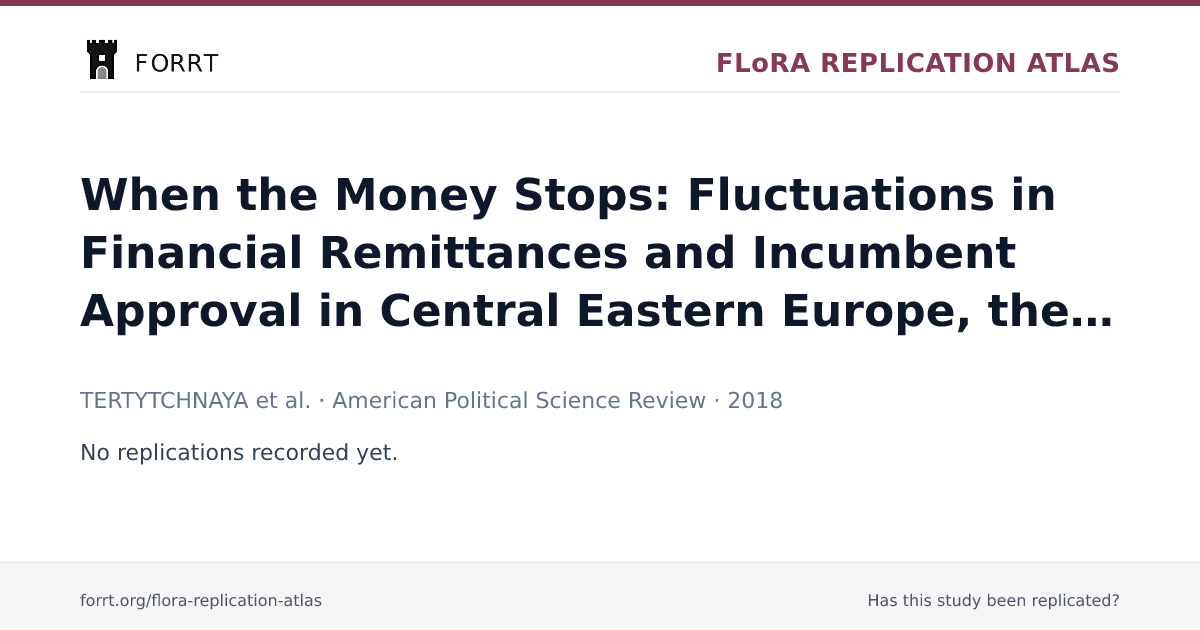 FORRT
FLoRA REPLICATION ATLAS
When the Money Stops: Fluctuations in
Financial Remittances and Incumbent
Approval in Central Eastern Europe, the…
TERTYTCHNAYA et al. · American Political Science Review · 2018
No replications recorded yet.
forrt.org/flora-replication-atlas
Has this study been replicated?